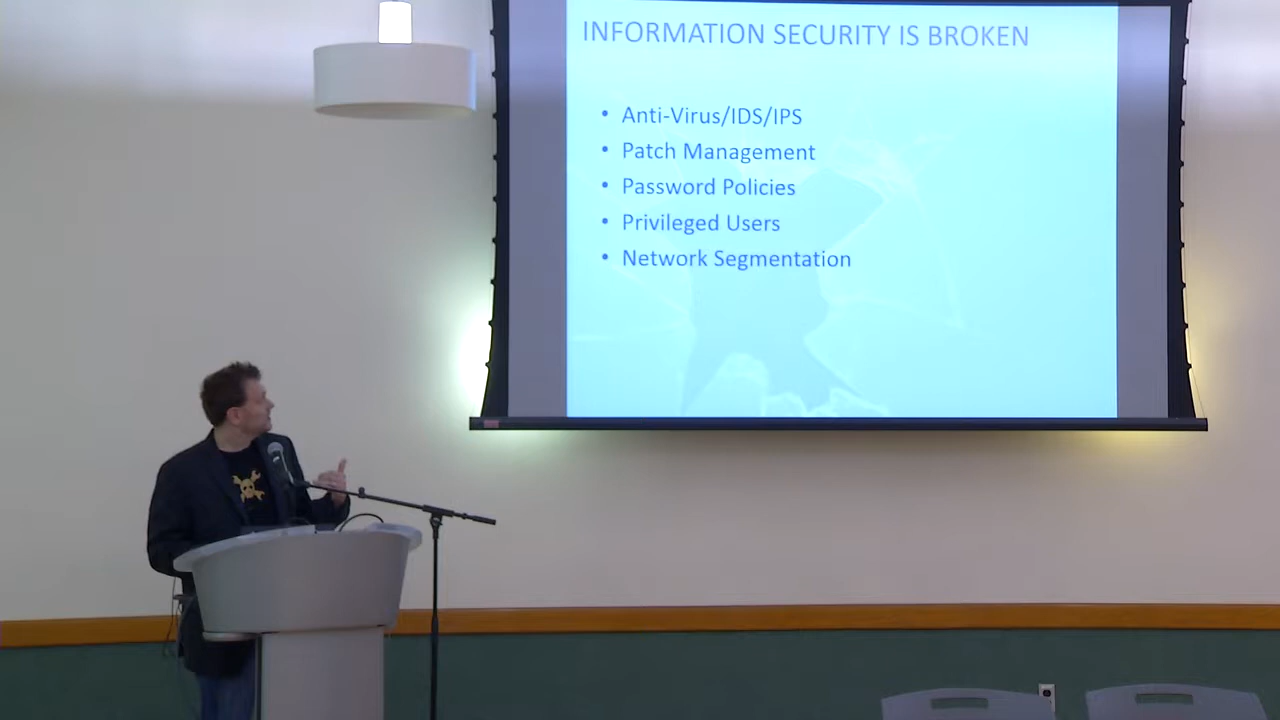 INFORMATION SECURITY IS BROKEN
• Anti-Virus/IDS/IPS
• Patch Management
• Password Policies
• Privileged Users
• Network Segmentation